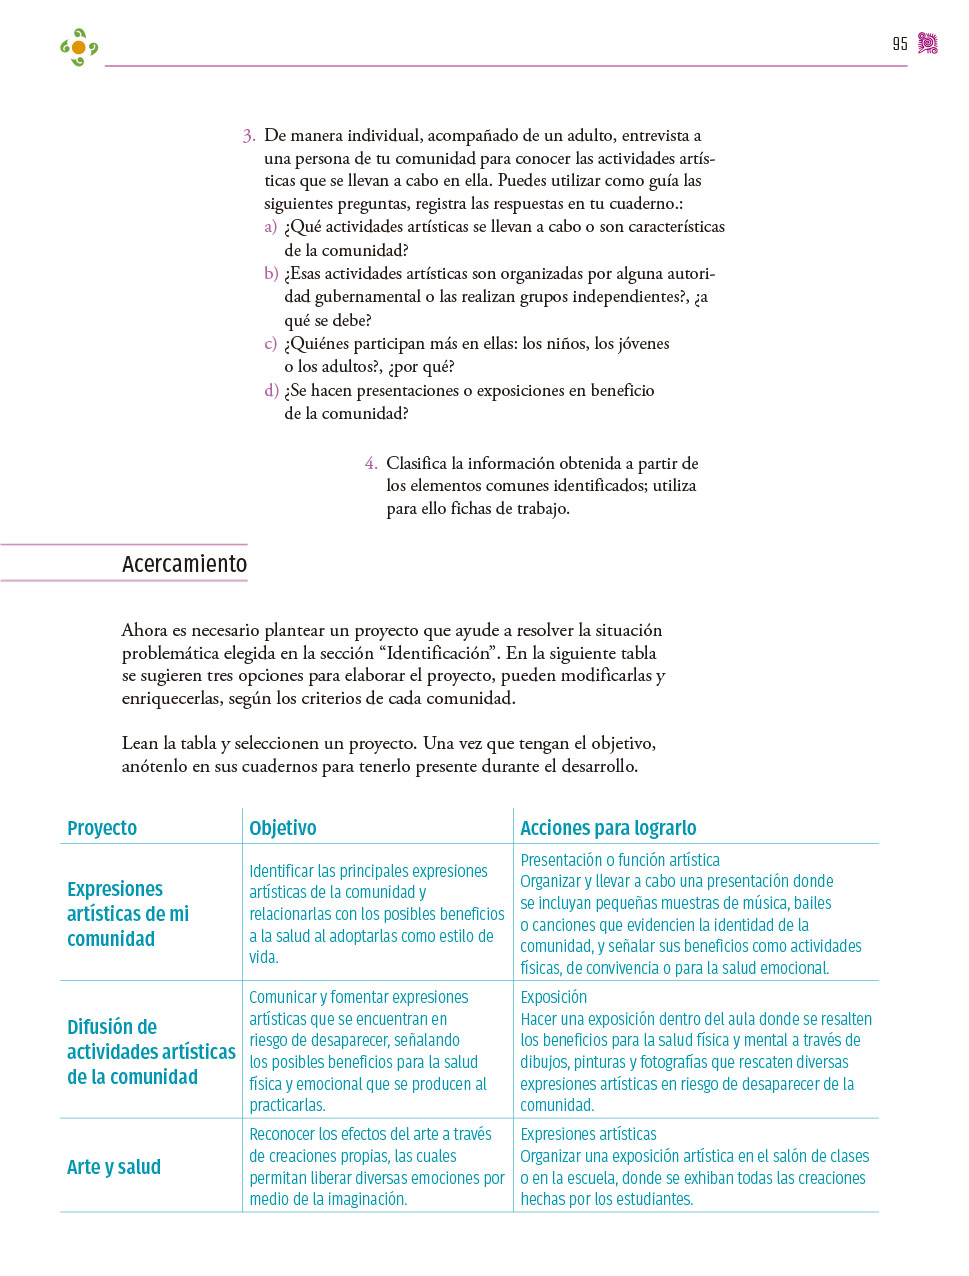 95
3. De manera individual, acompañado de un adulto, entrevista a
una persona de tu comunidad para conocer las actividades artís-
ticas que se llevan a cabo en ella. Puedes utilizar como guía las
siguientes preguntas, registra las respuestas en tu cuaderno.:
a) ¿Qué actividades artísticas se llevan a cabo o son características
de la comunidad?
b) ¿Esas actividades artísticas son organizadas por alguna autori-
dad gubernamental o las realizan grupos independientes?, ¿a
qué se debe?
c) ¿Quiénes participan más en ellas: los niños, los jóvenes
o los adultos?, ¿por qué?
d) ¿Se hacen presentaciones o exposiciones en beneficio
de la comunidad?
4. Clasifica la información obtenida a partir de
los elementos comunes identificados; utiliza
para ello fichas de trabajo.
Acercamiento
Ahora es necesario plantear un proyecto que ayude a resolver la situación
problemática elegida en la sección “Identificación”. En la siguiente tabla
se sugieren tres opciones para elaborar el proyecto, pueden modificarlas y
enriquecerlas, según los criterios de cada comunidad.
Lean la tabla y seleccionen un proyecto. Una vez que tengan el objetivo,
anótenlo en sus cuadernos para tenerlo presente durante el desarrollo.
Proyecto
Objetivo
Acciones para lograrlo
Expresiones
artísticas de mi
comunidad
Identificar las principales expresiones
artísticas de la comunidad y
relacionarlas con los posibles beneficios
a la salud al adoptarlas como estilo de
vida.
Presentación o función artística
Organizar y llevar a cabo una presentación donde
se incluyan pequeñas muestras de música, bailes
o canciones que evidencien la identidad de la
comunidad, y señalar sus beneficios como actividades
físicas, de convivencia o para la salud emocional.
Difusión de
actividades artísticas
de la comunidad
Comunicar y fomentar expresiones
artísticas que se encuentran en
riesgo de desaparecer, señalando
los posibles beneficios para la salud
física y emocional que se producen al
practicarlas.
Exposición
Hacer una exposición dentro del aula donde se resalten
los beneficios para la salud física y mental a través de
dibujos, pinturas y fotografías que rescaten diversas
expresiones artísticas en riesgo de desaparecer de la
comunidad.
Arte y salud
Reconocer los efectos del arte a través
de creaciones propias, las cuales
permitan liberar diversas emociones por
medio de la imaginación.
Expresiones artísticas
Organizar una exposición artística en el salón de clases
o en la escuela, donde se exhiban todas las creaciones
hechas por los estudiantes.